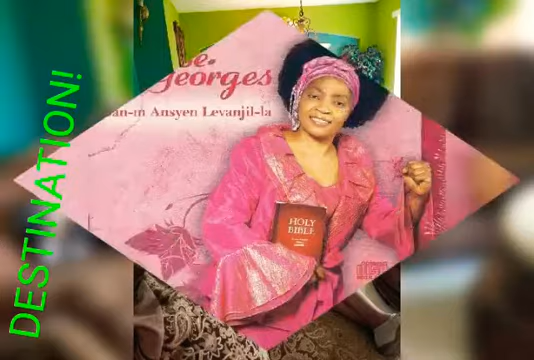 Georges
Ansyen Levanjil-la
HOLY
BIBLE
DESTINATION!